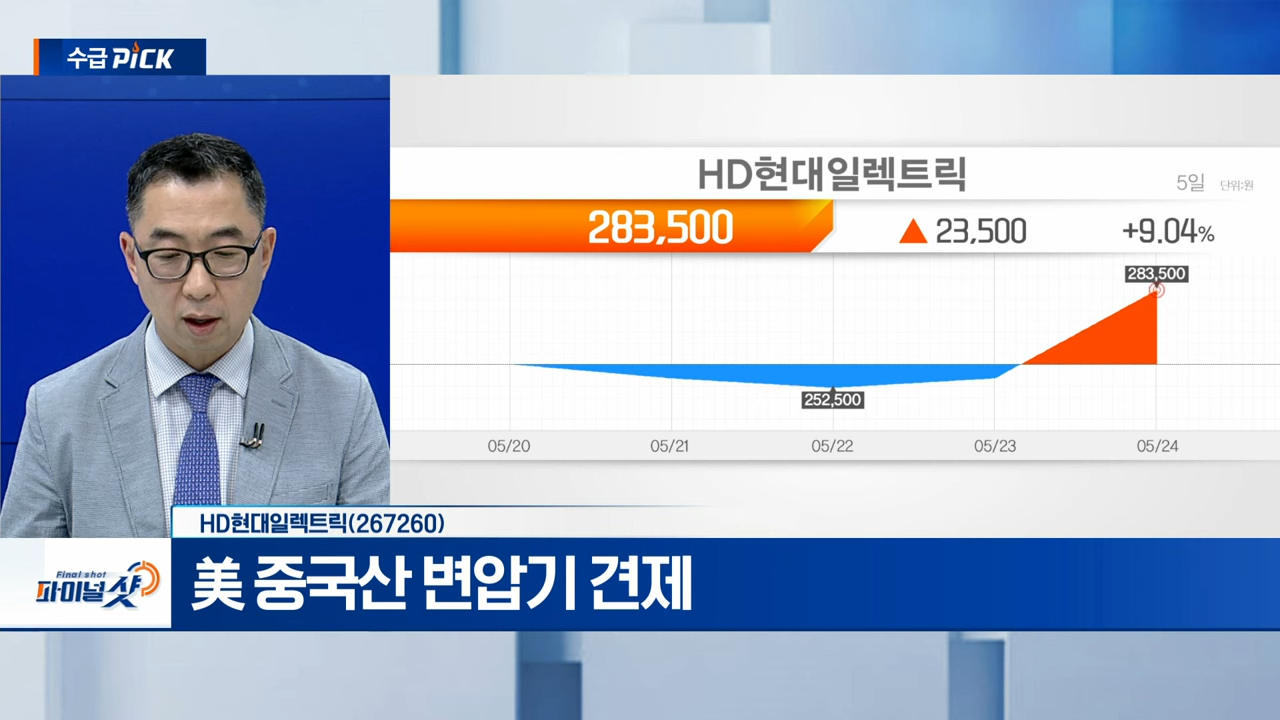 수급 PiCK
HD현대일렉트릭
5일 단위:원
283,500 ▲ 23,500 +9.04%
283,500
252,500
05/20 05/21 05/22 05/23 05/24
HD현대일렉트릭(267260)
Final shot
파이널샷
美 중국산 변압기 견제